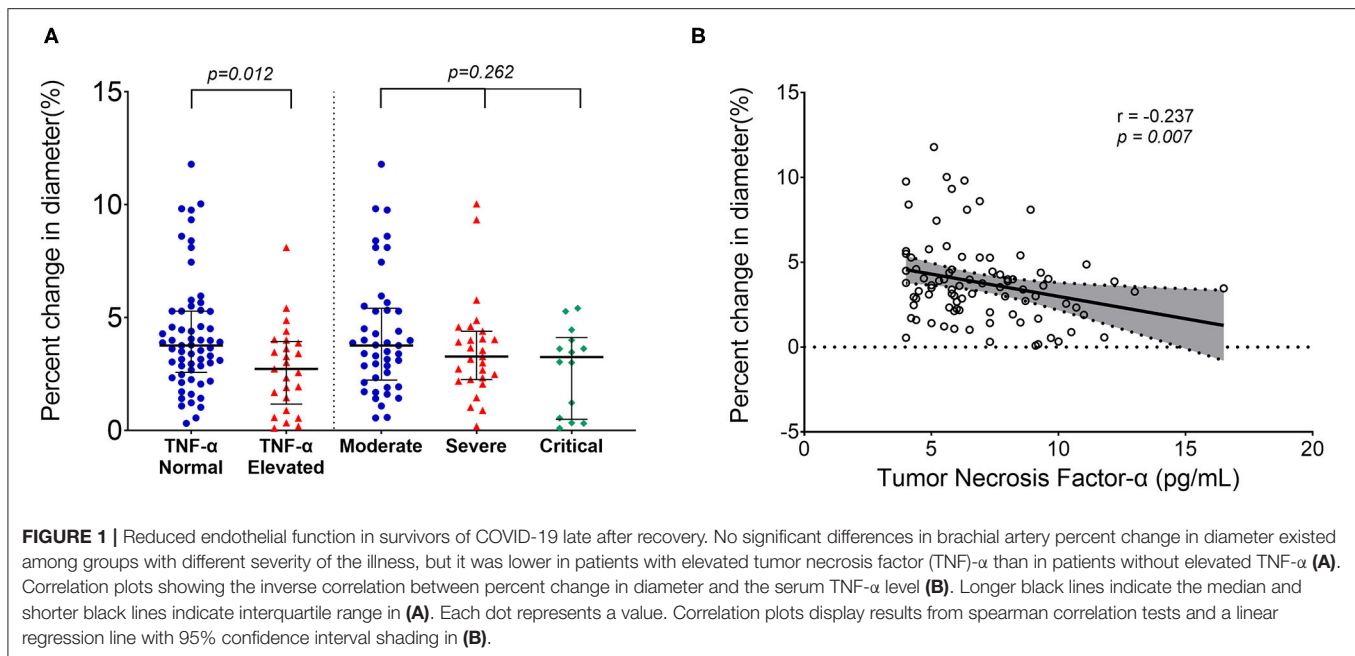 A
p=0.012
p=0.262
Percent change in diameter(%)
15
10
5
0
TNF-α Normal
TNF-α Elevated
Moderate
Severe
Critical
B
r = -0.237
p = 0.007
Percent change in diameter(%)
15
10
5
0
-5
0
5
10
15
20
Tumor Necrosis Factor-α (pg/mL)
FIGURE 1 | Reduced endothelial function in survivors of COVID-19 late after recovery. No significant differences in brachial artery percent change in diameter existed
among groups with different severity of the illness, but it was lower in patients with elevated tumor necrosis factor (TNF)-α than in patients without elevated TNF-α (A).
Correlation plots showing the inverse correlation between percent change in diameter and the serum TNF-α level (B). Longer black lines indicate the median and
shorter black lines indicate interquartile range in (A). Each dot represents a value. Correlation plots display results from spearman correlation tests and a linear
regression line with 95% confidence interval shading in (B).